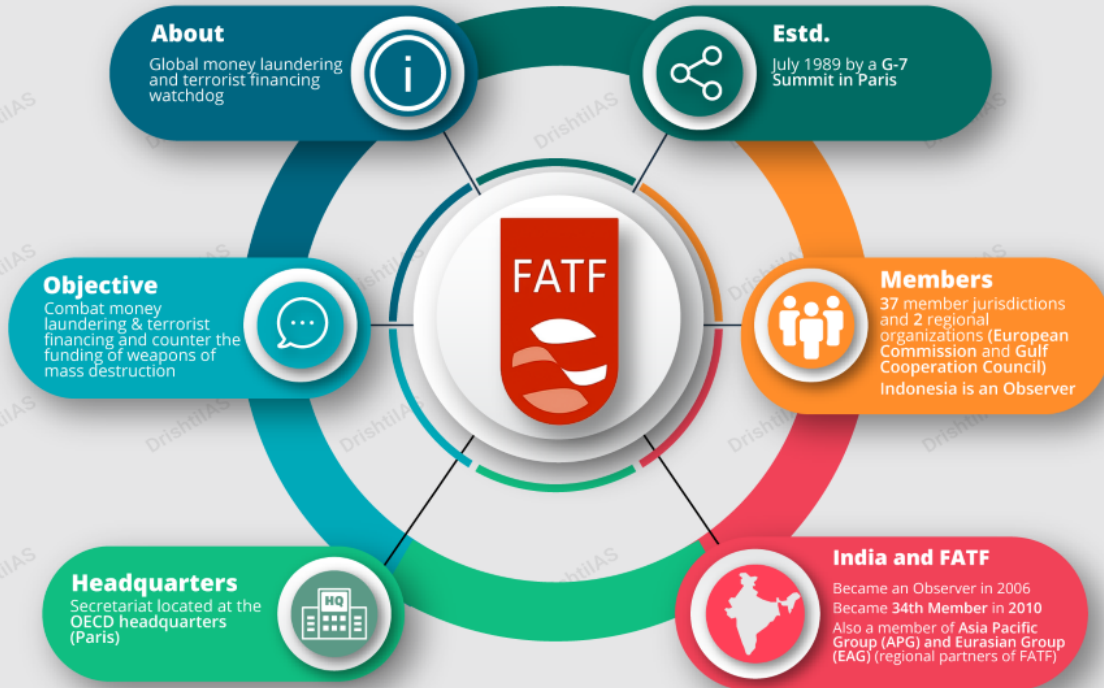 About
Global money laundering
and terrorist financing
watchdog
Estd.
July 1989 by a G-7
Summit in Paris
Objective
Combat money
laundering & terrorist
financing and counter the
funding of weapons of
mass destruction
FATF
Members
37 member jurisdictions
and 2 regional
organizations (European
Commission and Gulf
Cooperation Council)
Indonesia is an Observer
Headquarters
Secretariat located at the
OECD headquarters
(Paris)
HQ
India and FATF
Became an Observer in 2006
Became 34th Member in 2010
Also a member of Asia Pacific
Group (APG) and Eurasian Group
(EAG) (regional partners of FATF)
DrishtiIAS